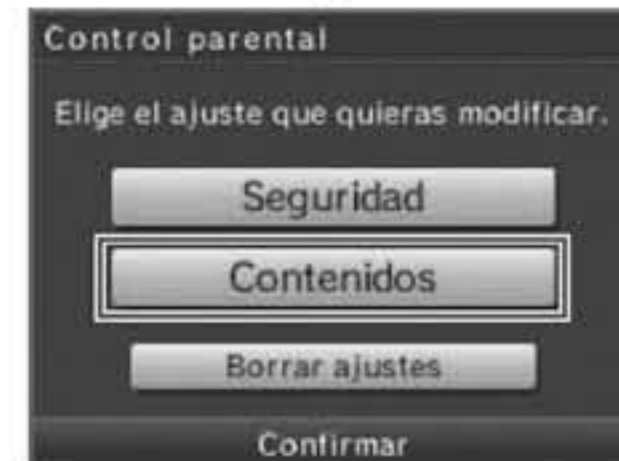 Control parental
Elige el ajuste que quieras modificar.
Seguridad
Contenidos
Borrar ajustes
Confirmar